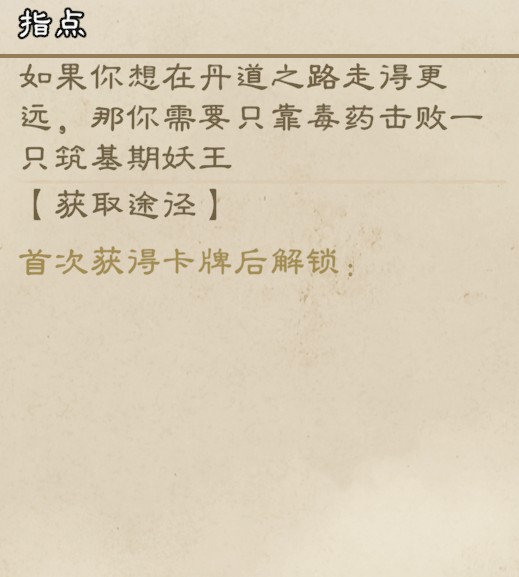 指点
如果你想在丹道之路走得更
远，那你需要只靠毒药击败一
只筑基期妖王
【获取途径】
首次获得卡牌后解锁：